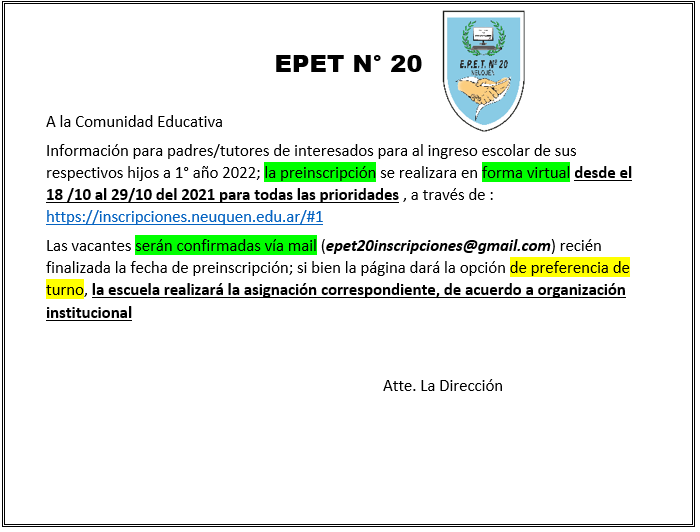 EPET N° 20
E.P.E.T. Nº 20
NEUQUÉN
A la Comunidad Educativa
Información para padres/tutores de interesados para al ingreso escolar de sus
respectivos hijos a 1° año 2022; la preinscripción se realizara en forma virtual desde el
18 /10 al 29/10 del 2021 para todas las prioridades , a través de :
https://inscripciones.neuquen.edu.ar/#1
Las vacantes serán confirmadas vía mail (epet20inscripciones@gmail.com) recién
finalizada la fecha de preinscripción; si bien la página dará la opción de preferencia de
turno, la escuela realizará la asignación correspondiente, de acuerdo a organización
institucional
Atte. La Dirección